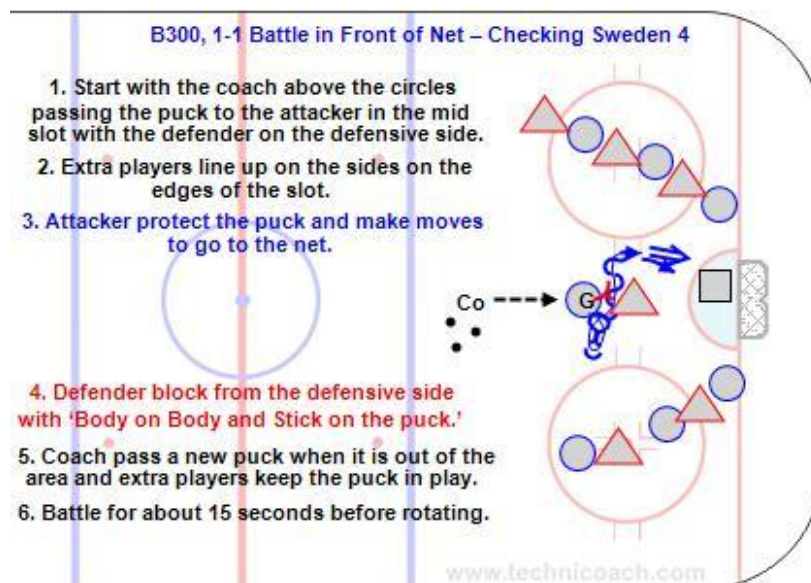 B300, 1-1 Battle in Front of Net – Checking Sweden 4
1. Start with the coach above the circles
passing the puck to the attacker in the mid
slot with the defender on the defensive side.
2. Extra players line up on the sides on the
edges of the slot.
3. Attacker protect the puck and make moves
to go to the net.
Co
G
4. Defender block from the defensive side
with ‘Body on Body and Stick on the puck.’
5. Coach pass a new puck when it is out of the
area and extra players keep the puck in play.
6. Battle for about 15 seconds before rotating.
www.technicoach.com